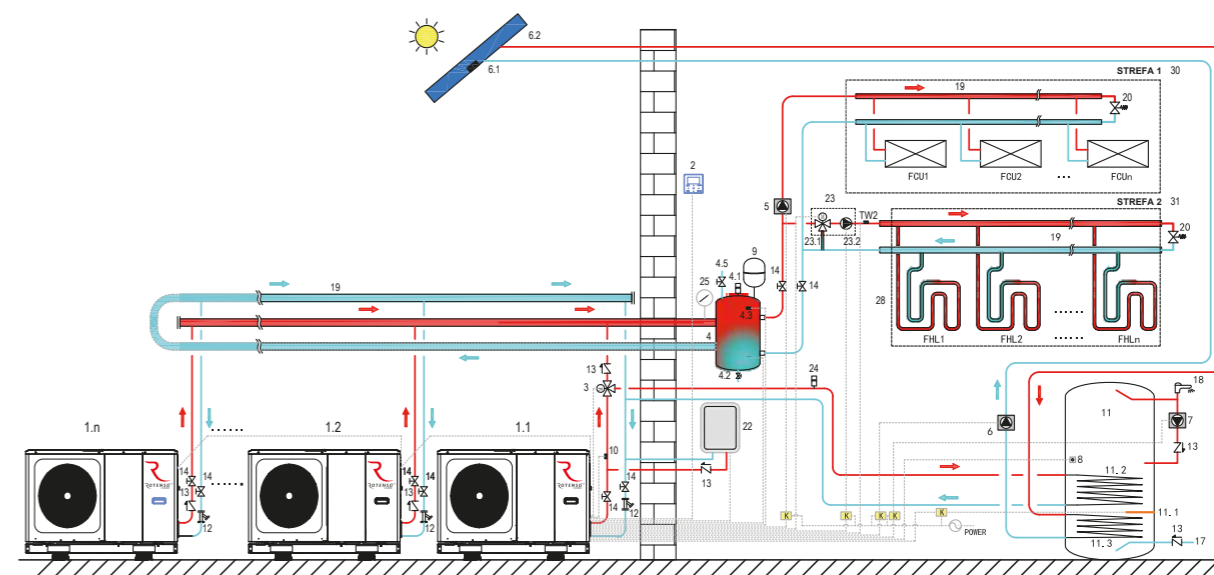 6.2
6.1
STREFA 1 30
19
20
FCU1
FCU2
...
FCUn
2
STREFA 2 31
5
23
TW2
23.1
23.2
19
20
9
4.5
4.1
25
14
14
4.3
4
28
FHL1
FHL2
......
FHLn
19
4.2
13
3
24
18
11
22
6
7
1.n
......
1.2
1.1
10
8
13
13
11.2
14
14
13
......
14
14
13
14
14
ROTENSO
ROTENSO
ROTENSO
12
12
12
K
K
K
K
K
POWER
11.1
13
11.3
17